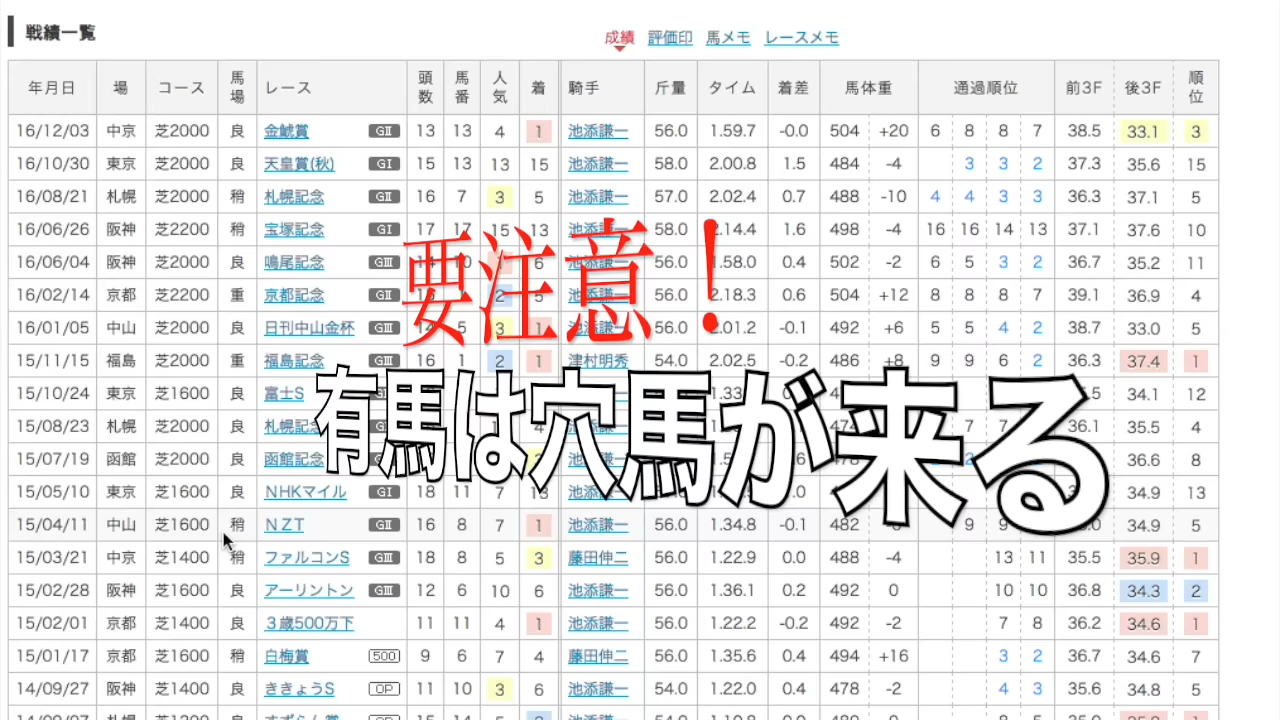 戦績一覧
成績 評価印 馬メモ レースメモ
年月日 場 コース 馬場 レース 頭数 馬番 人気 着 騎手 斤量 タイム 着差 馬体重 通過順位 前3F 後3F 順位
16/12/03 中京 芝2000 良 金鯱賞 GII 13 13 4 1 池添謙一 56.0 1.59.7 -0.0 504 +20 6 8 8 7 38.5 33.1 3
16/10/30 東京 芝2000 良 天皇賞(秋) GI 15 13 13 15 池添謙一 58.0 2.00.8 1.5 484 -4 3 3 2 37.3 35.6 15
16/08/21 札幌 芝2000 稍 札幌記念 GII 16 7 3 5 池添謙一 57.0 2.02.4 0.7 488 -10 4 4 3 3 36.3 37.1 5
16/06/26 阪神 芝2200 稍 宝塚記念 GI 17 17 15 13 池添謙一 58.0 2.14.4 1.6 498 -4 16 16 14 13 37.1 37.6 10
16/06/04 阪神 芝2000 良 鳴尾記念 GIII 6 池添謙一 56.0 1.58.0 0.4 502 -2 6 5 3 2 36.7 35.2 11
16/02/14 京都 芝2200 重 京都記念 GII 2 5 池添謙一 56.0 2.18.3 0.6 504 +12 8 8 8 7 39.1 36.9 4
16/01/05 中山 芝2000 良 日刊中山金杯 GIII 14 5 3 1 池添謙一 56.0 2.01.2 -0.1 492 +6 5 5 4 2 38.7 33.0 5
要注意！
15/11/15 福島 芝2000 重 福島記念 GIII 16 1 2 1 津村明秀 54.0 2.02.5 -0.2 486 +8 9 9 6 2 36.3 37.4 1
15/10/24 東京 芝1600 良 富士S 34.1 12
15/08/23 札幌 芝2000 良 札幌記念 7 36.1 35.5 4
有馬は穴馬が来る
15/07/19 函館 芝2000 良 函館記念 36.6 8
15/05/10 東京 芝1600 良 NHKマイル GI 18 11 7 13 池添謙一 34.9 13
15/04/11 中山 芝1600 稍 ＮＺＴ GII 16 8 7 1 池添謙一 56.0 1.34.8 -0.1 482 9 9 34.9 5
15/03/21 中京 芝1400 稍 ファルコンS GIII 18 8 5 3 藤田伸二 56.0 1.22.9 0.0 488 -4 13 11 35.5 35.9 1
15/02/28 阪神 芝1600 良 アーリントン GIII 12 6 10 6 池添謙一 56.0 1.36.1 0.2 492 0 10 10 36.8 34.3 2
15/02/01 京都 芝1400 良 ３歳500万下 11 11 4 1 池添謙一 56.0 1.22.2 -0.2 492 -2 7 8 36.2 34.6 1
15/01/17 京都 芝1600 稍 白梅賞 500 9 6 7 4 藤田伸二 56.0 1.35.6 0.4 494 +16 3 2 36.7 34.6 7
14/09/27 阪神 芝1400 良 ききょうS OP 11 10 3 6 池添謙一 54.0 1.22.0 0.4 478 -2 4 3 35.6 34.8 5